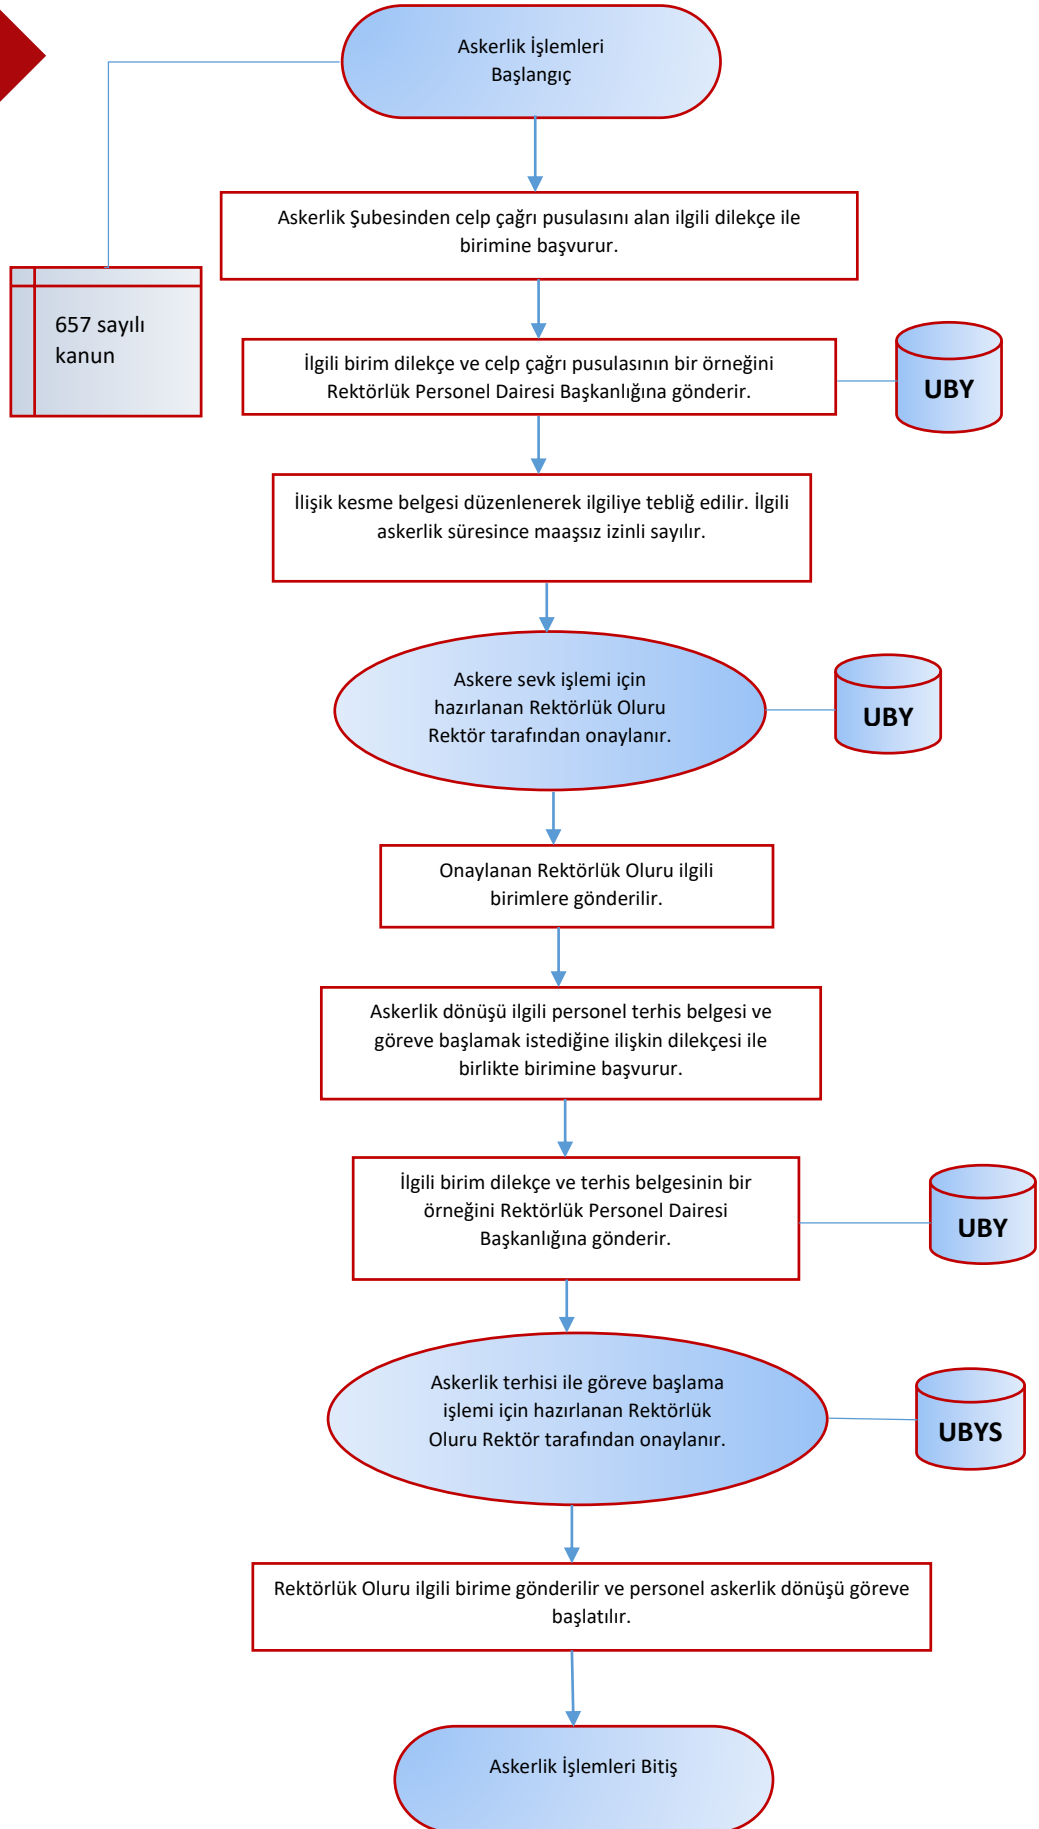 Askerlik İşlemleri
Başlangıç
Askerlik Şubesinden celp çağrı pusulasını alan ilgili dilekçe ile
birimine başvurur.
657 sayılı
kanun
İlgili birim dilekçe ve celp çağrı pusulasının bir örneğini
Rektörlük Personel Dairesi Başkanlığına gönderir.
UBY
İlişik kesme belgesi düzenlenerek ilgiliye tebliğ edilir. İlgili
askerlik süresince maaşsız izinli sayılır.
Askere sevk işlemi için
hazırlanan Rektörlük Oluru
Rektör tarafından onaylanır.
UBY
Onaylanan Rektörlük Oluru ilgili
birimlere gönderilir.
Askerlik dönüşü ilgili personel terhis belgesi ve
göreve başlamak istediğine ilişkin dilekçesi ile
birlikte birimine başvurur.
İlgili birim dilekçe ve terhis belgesinin bir
örneğini Rektörlük Personel Dairesi
Başkanlığına gönderir.
UBY
Askerlik terhisi ile göreve başlama
işlemi için hazırlanan Rektörlük
Oluru Rektör tarafından onaylanır.
UBYS
Rektörlük Oluru ilgili birime gönderilir ve personel askerlik dönüşü göreve
başlatılır.
Askerlik İşlemleri Bitiş